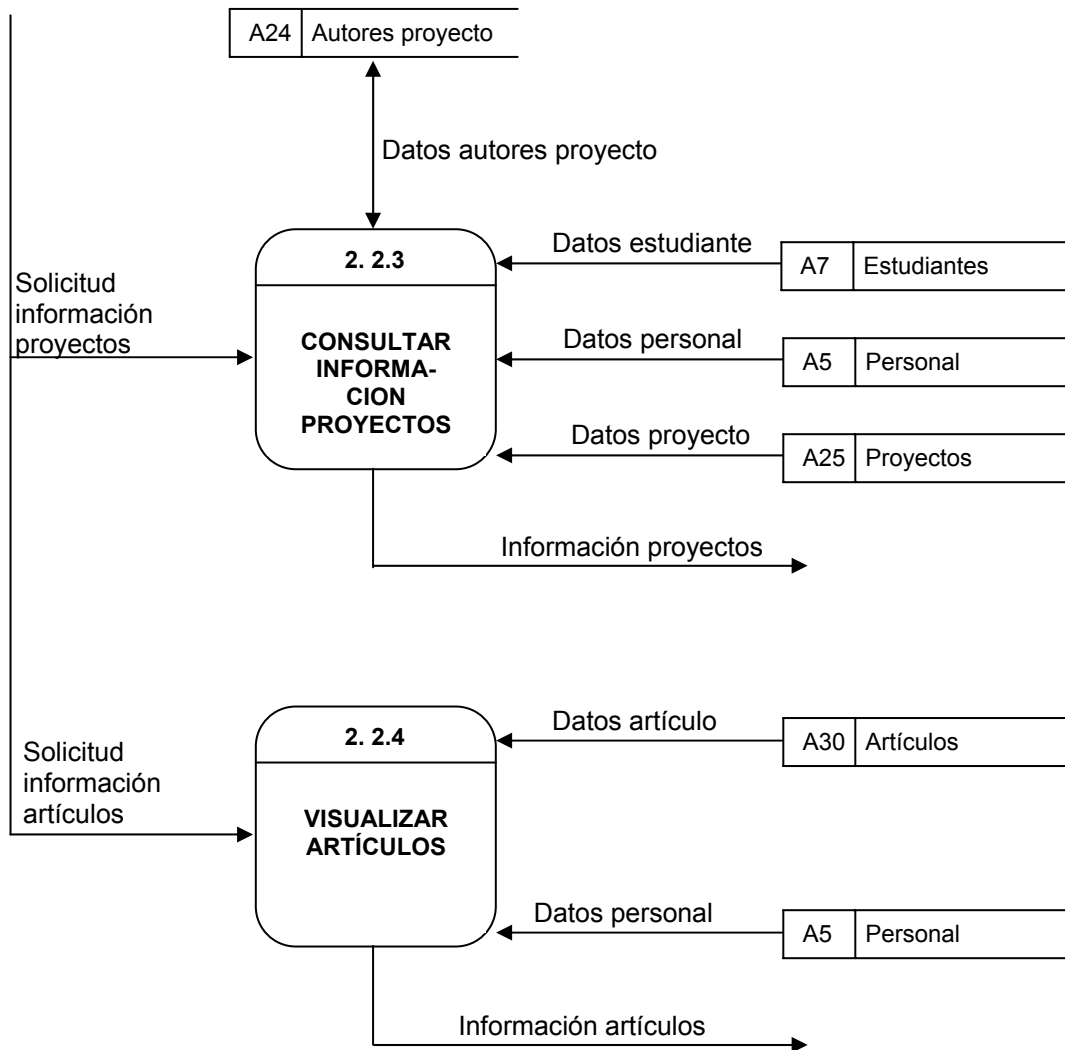 A24 Autores proyecto
Datos autores proyecto
2. 2.3
CONSULTAR
INFORMA-
CION
PROYECTOS
Solicitud
información
proyectos
Datos estudiante
A7 Estudiantes
Datos personal
A5 Personal
Datos proyecto
A25 Proyectos
Información proyectos
2. 2.4
VISUALIZAR
ARTÍCULOS
Solicitud
información
artículos
Datos artículo
A30 Artículos
Datos personal
A5 Personal
Información artículos